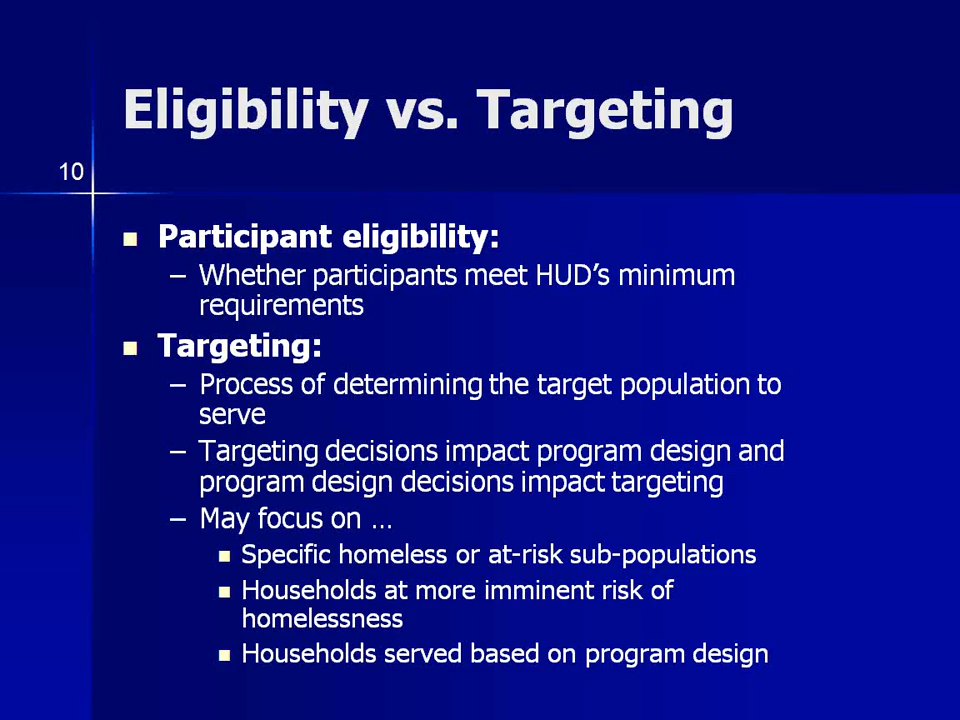 Eligibility vs. Targeting
10
Participant eligibility:
– Whether participants meet HUD’s minimum
requirements
Targeting:
– Process of determining the target population to
serve
– Targeting decisions impact program design and
program design decisions impact targeting
– May focus on …
Specific homeless or at-risk sub-populations
Households at more imminent risk of
homelessness
Households served based on program design